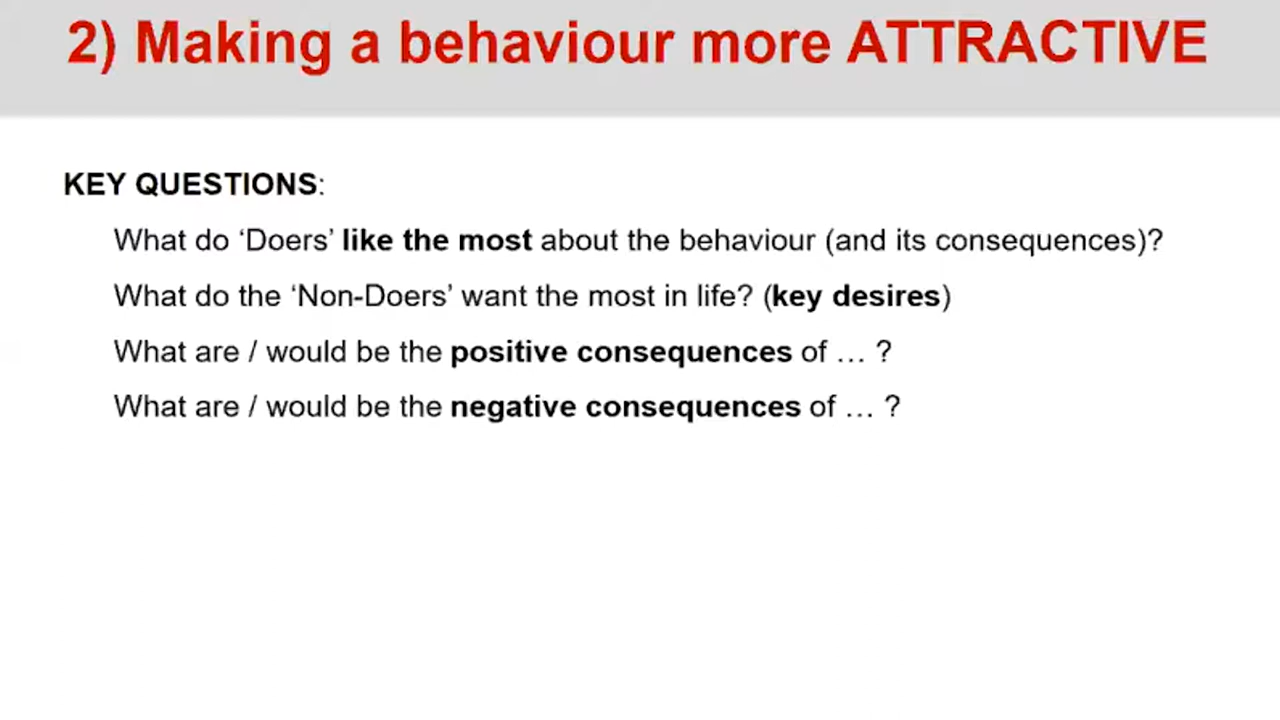 2) Making a behaviour more ATTRACTIVE
KEY QUESTIONS:
What do ‘Doers’ like the most about the behaviour (and its consequences)?
What do the ‘Non-Doers’ want the most in life? (key desires)
What are / would be the positive consequences of … ?
What are / would be the negative consequences of … ?